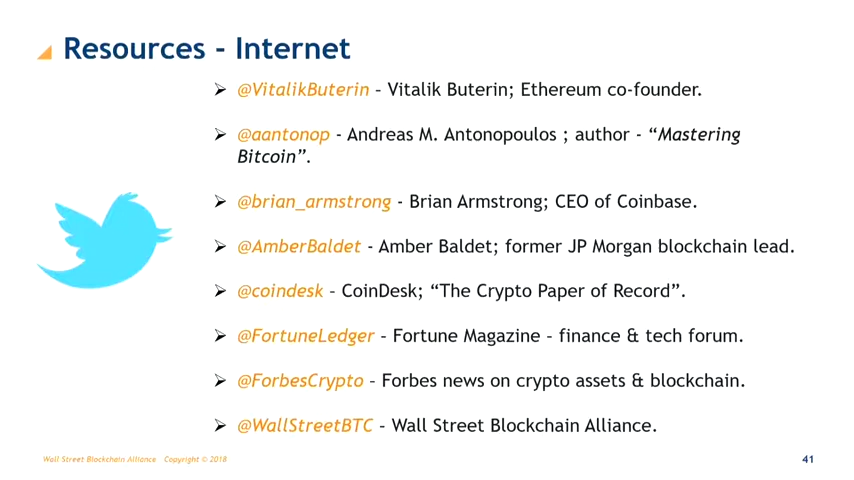 Resources - Internet
➢ @VitalikButerin – Vitalik Buterin; Ethereum co-founder.
➢ @aantonop - Andreas M. Antonopoulos ; author - “Mastering
Bitcoin”.
➢ @brian_armstrong - Brian Armstrong; CEO of Coinbase.
➢ @AmberBaldet - Amber Baldet; former JP Morgan blockchain lead.
➢ @coindesk – CoinDesk; “The Crypto Paper of Record”.
➢ @FortuneLedger – Fortune Magazine – finance & tech forum.
➢ @ForbesCrypto – Forbes news on crypto assets & blockchain.
➢ @WallStreetBTC – Wall Street Blockchain Alliance.
Wall Street Blockchain Alliance Copyright © 2018
41